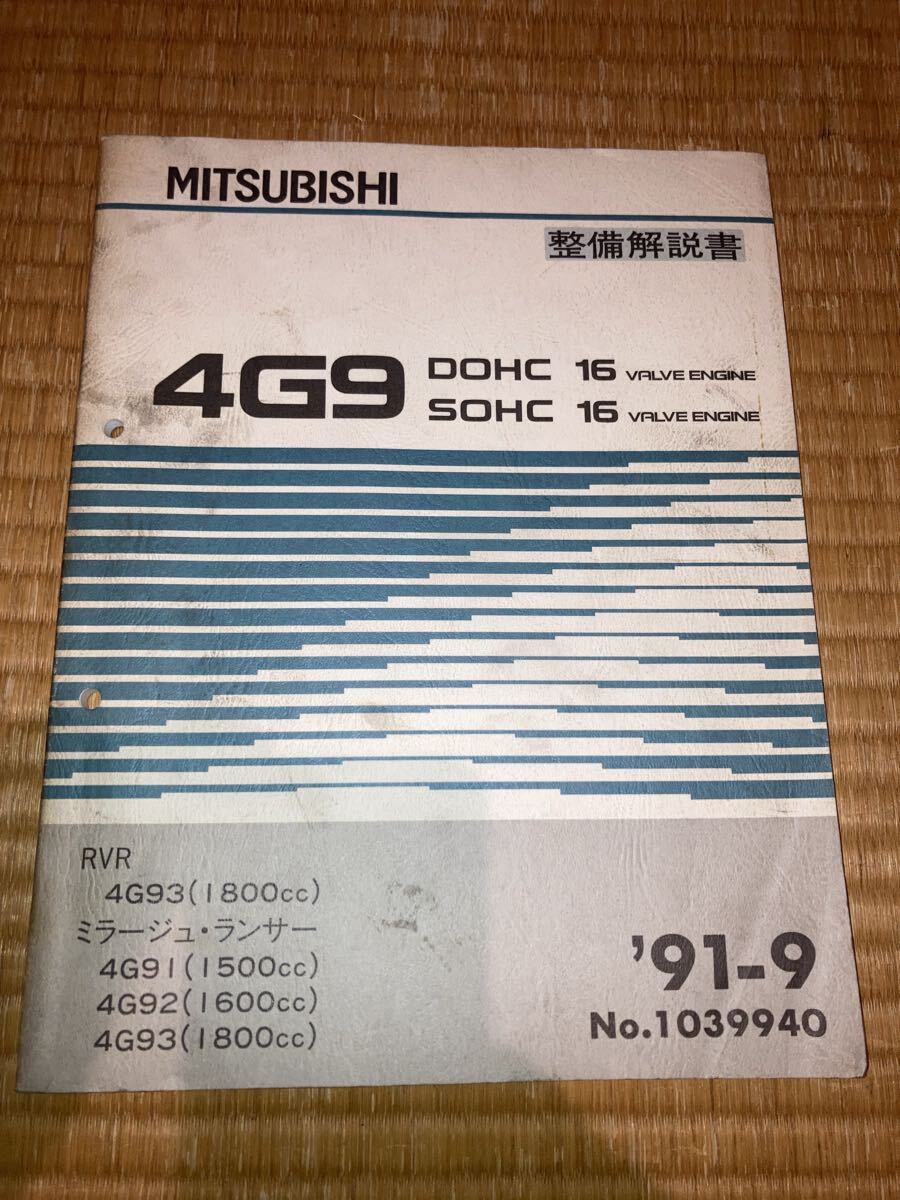 MITSUBISHI
整備解説書
4G9 DOHC 16 VALVE ENGINE
SOHC 16 VALVE ENGINE
RVR
4G93(1800cc)
ミラージュ・ランサー
4G91(1500cc)
4G92(1600cc)
4G93(1800cc)
'91-9
No.1039940